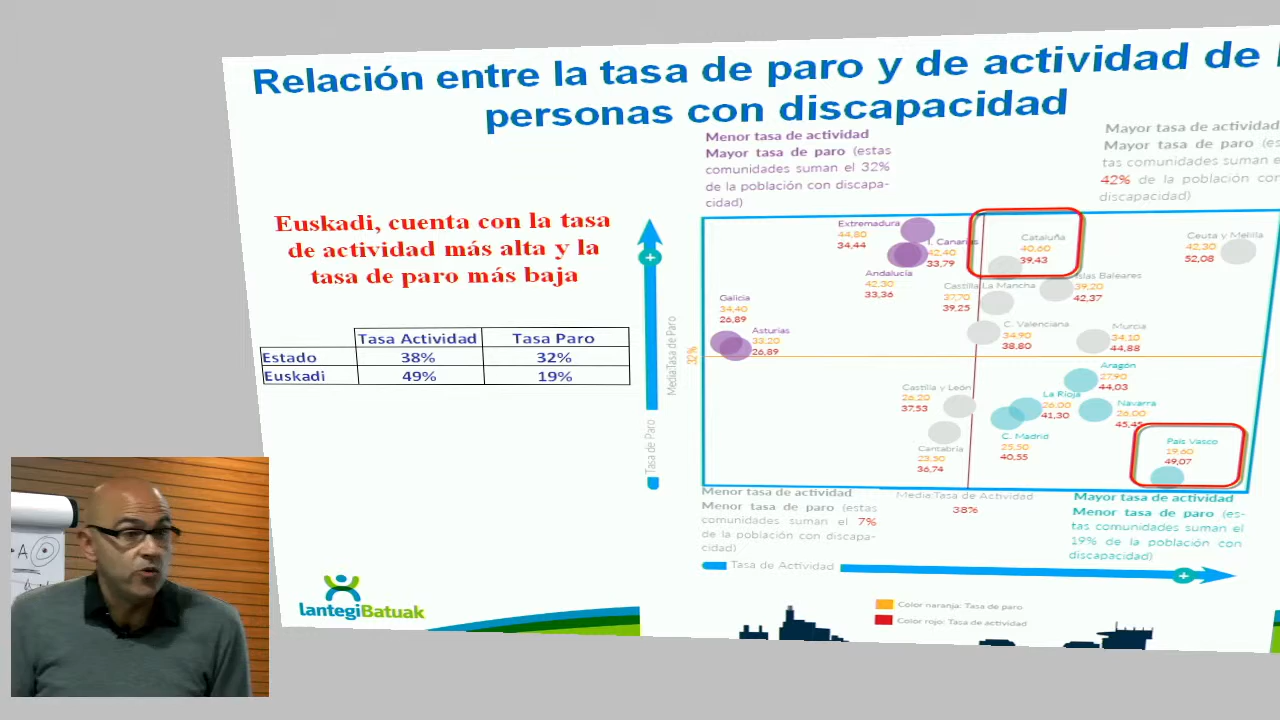 Relación entre la tasa de paro y de actividad de
personas con discapacidad
Menor tasa de actividad
Mayor tasa de paro (estas
comunidades suman el 32%
de la población con discapa-
cidad)
Mayor tasa de actividad
Mayor tasa de paro (es-
tas comunidades suman el
42% de la población con
discapacidad)
Euskadi, cuenta con la tasa
de actividad más alta y la
tasa de paro más baja
Tasa Actividad Tasa Paro
Estado 38% 32%
Euskadi 49% 19%
Tasa de Paro
Media:Tasa de Paro
32%
Extremadura
44,80
34,44
I. Canarias
42,40
33,79
Andalucía
42,30
33,36
Cataluña
40,60
39,43
Ceuta y Melilla
42,30
52,08
Islas Baleares
39,20
42,37
Castilla La Mancha
37,70
39,25
Galicia
34,40
26,89
Asturias
33,20
26,89
C. Valenciana
34,90
38,80
Murcia
34,10
44,88
Aragón
27,90
44,03
Castilla y León
26,20
37,53
La Rioja
26,00
41,30
Navarra
26,00
45,45
C. Madrid
25,50
40,55
Cantabria
23,50
36,74
País Vasco
19,60
49,07
Menor tasa de actividad
Menor tasa de paro (estas
comunidades suman el 7%
de la población con discapa-
cidad)
Media:Tasa de Actividad
38%
Mayor tasa de actividad
Menor tasa de paro (es-
tas comunidades suman el
19% de la población con
discapacidad)
Tasa de Actividad
Color naranja: Tasa de paro
Color rojo: Tasa de actividad
lantegiBatuak
A